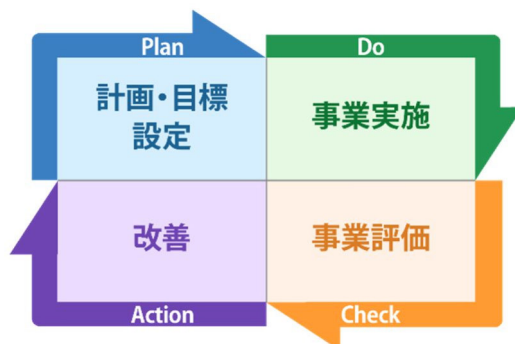 Plan
Do
計画・目標
設定
事業実施
改善
事業評価
Action
Check